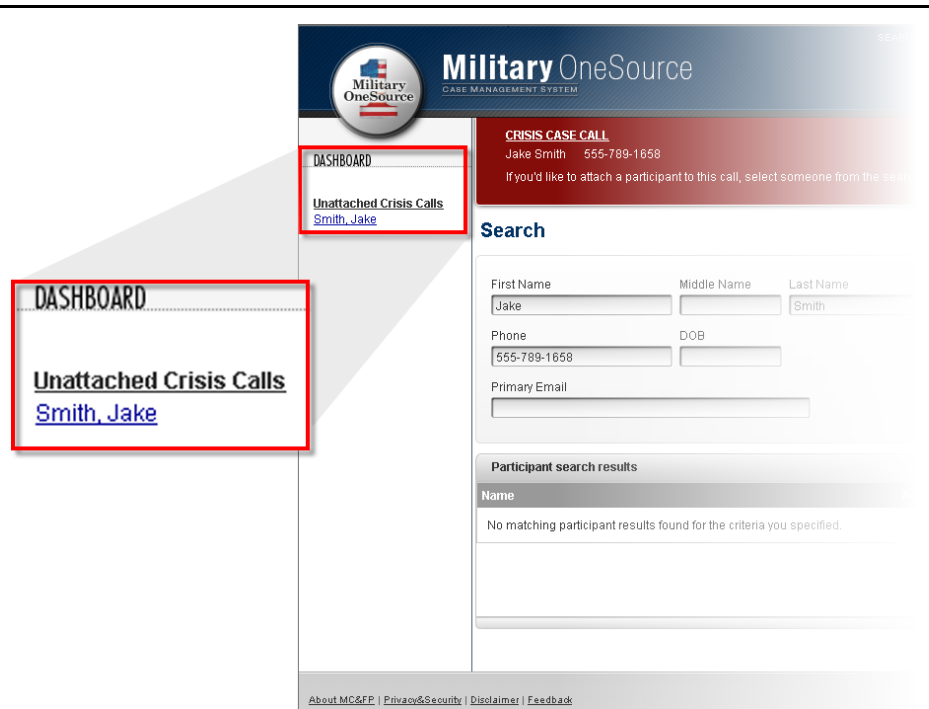 Military
OneSource
Military OneSource
CASE MANAGEMENT SYSTEM
CRISIS CASE CALL
Jake Smith 555-789-1658
If you'd like to attach a participant to this call, select someone from the
DASHBOARD
Unattached Crisis Calls
Smith, Jake
Search
First Name Middle Name Last Name
Jake Smith
Phone DOB
555-789-1658
Primary Email
DASHBOARD
Unattached Crisis Calls
Smith, Jake
Participant search results
Name
No matching participant results found for the criteria you specified.
About MC&FP | Privacy&Security | Disclaimer | Feedback